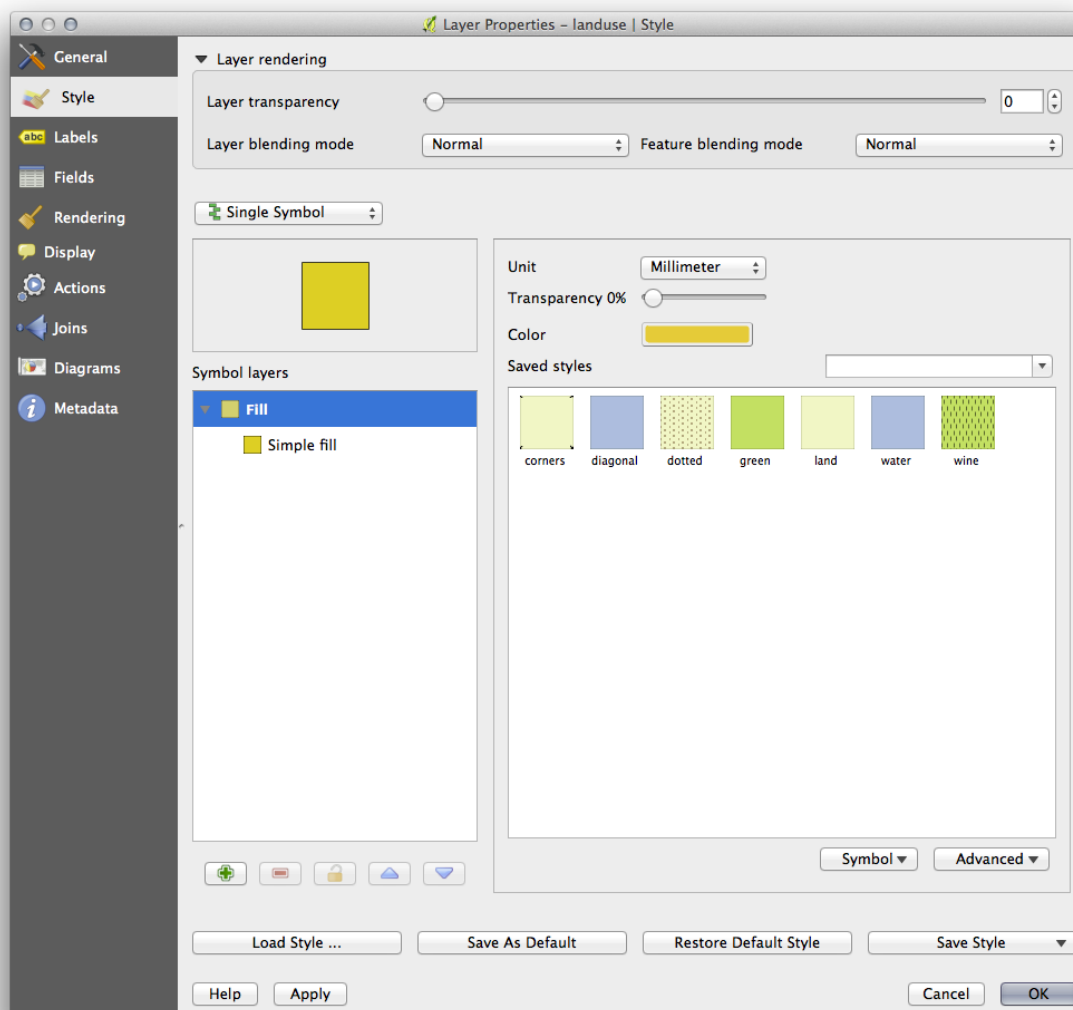 Layer Properties – landuse | Style
General
Style
abc Labels
Fields
Rendering
Display
Actions
Joins
Diagrams
i Metadata
Layer rendering
Layer transparency 0
Layer blending mode Normal Feature blending mode Normal
Single Symbol
Unit Millimeter
Transparency 0%
Color
Saved styles
Symbol layers
Fill
Simple fill
corners diagonal dotted green land water wine
Symbol Advanced
Load Style ... Save As Default Restore Default Style Save Style
Help Apply Cancel OK